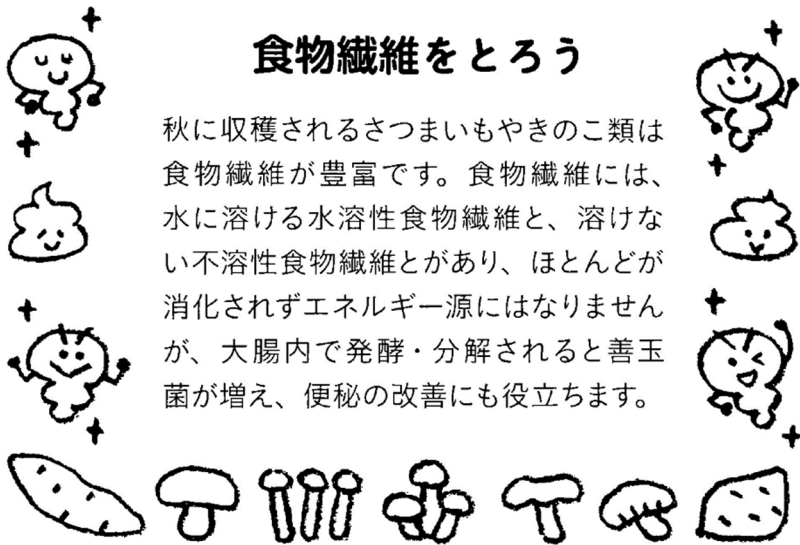 食物繊維をとろう
秋に収穫されるさつまいもやきのこ類は
食物繊維が豊富です。食物繊維には、
水に溶ける水溶性食物繊維と、溶けな
い不溶性食物繊維とがあり、ほとんどが
消化されずエネルギー源にはなりません
が、大腸内で発酵・分解されると善玉
菌が増え、便秘の改善にも役立ちます。